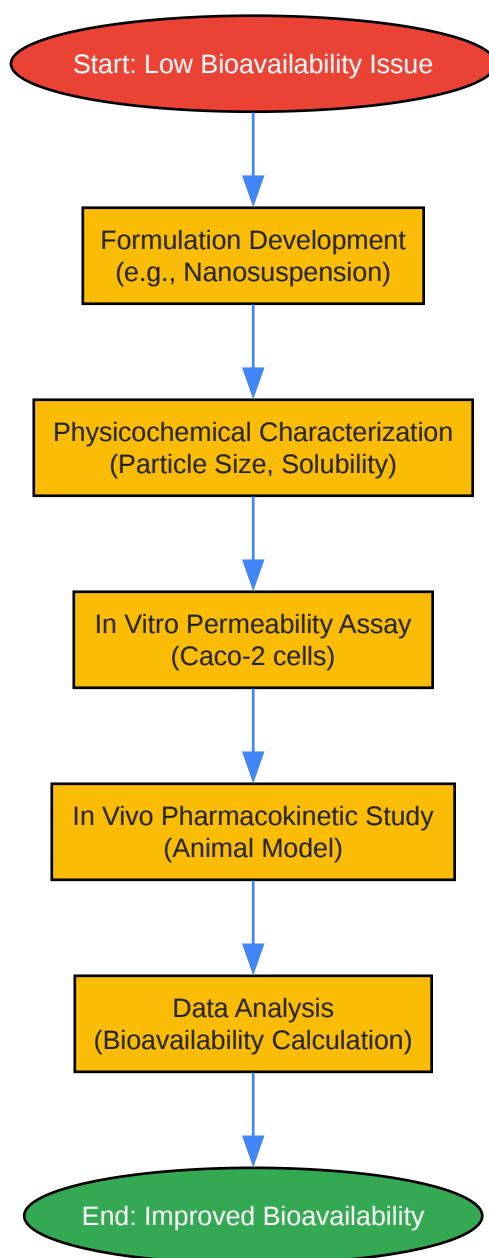 Start: Low Bioavailability Issue
Formulation Development
(e.g., Nanosuspension)
Physicochemical Characterization
(Particle Size, Solubility)
In Vitro Permeability Assay
(Caco-2 cells)
In Vivo Pharmacokinetic Study
(Animal Model)
Data Analysis
(Bioavailability Calculation)
End: Improved Bioavailability